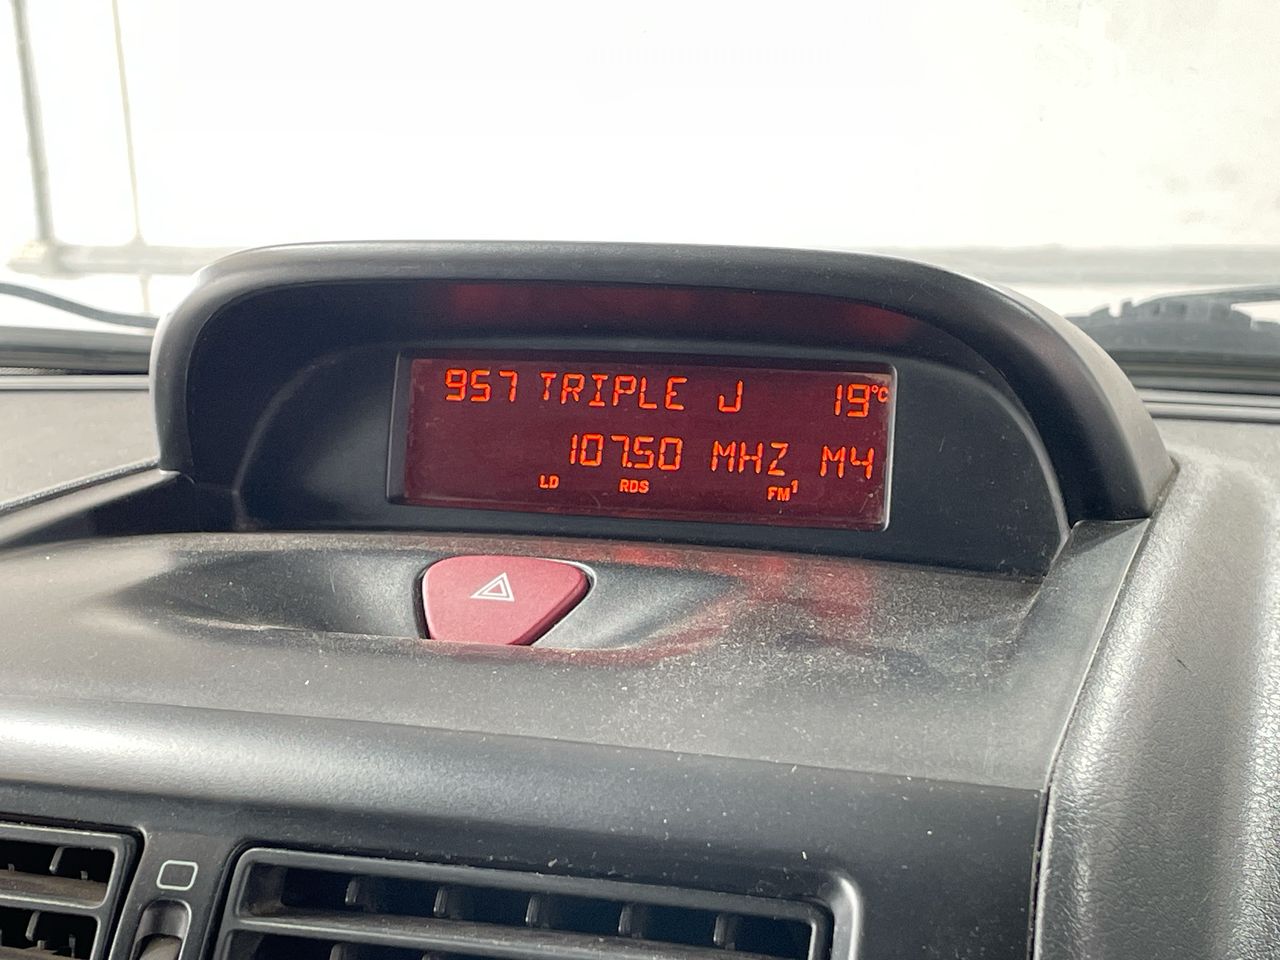 957 TRIPLE J 19°C
107.50 MHZ M4
LD RDS FM1